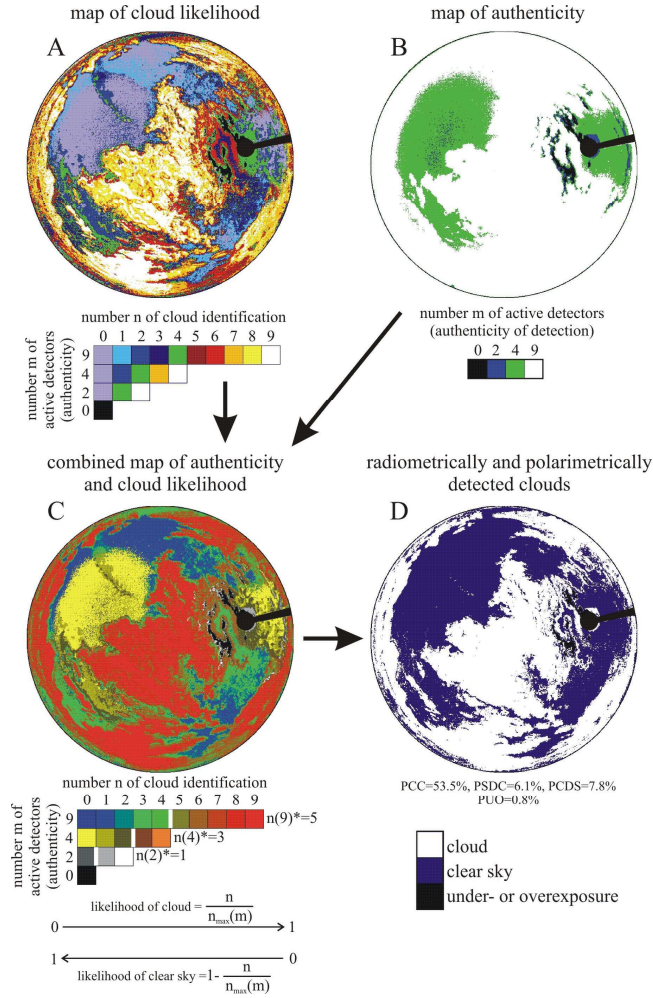 map of cloud likelihood
A
number n of cloud identification
0 1 2 3 4 5 6 7 8 9
number m of
active detectors
(authenticity)
9
4
2
0
map of authenticity
B
number m of active detectors
(authenticity of detection)
0 2 4 9
combined map of authenticity
and cloud likelihood
C
number n of cloud identification
0 1 2 3 4 5 6 7 8 9
number m of
active detectors
(authenticity)
9 n(9)*=5
4 n(4)*=3
2 n(2)*=1
0
likelihood of cloud = n
n_max(m)
0 1
1 0
likelihood of clear sky =1- n
n_max(m)
radiometrically and polarimetrically
detected clouds
D
PCC=53.5%, PSDC=6.1%, PCDS=7.8%
PUO=0.8%
cloud
clear sky
under- or overexposure